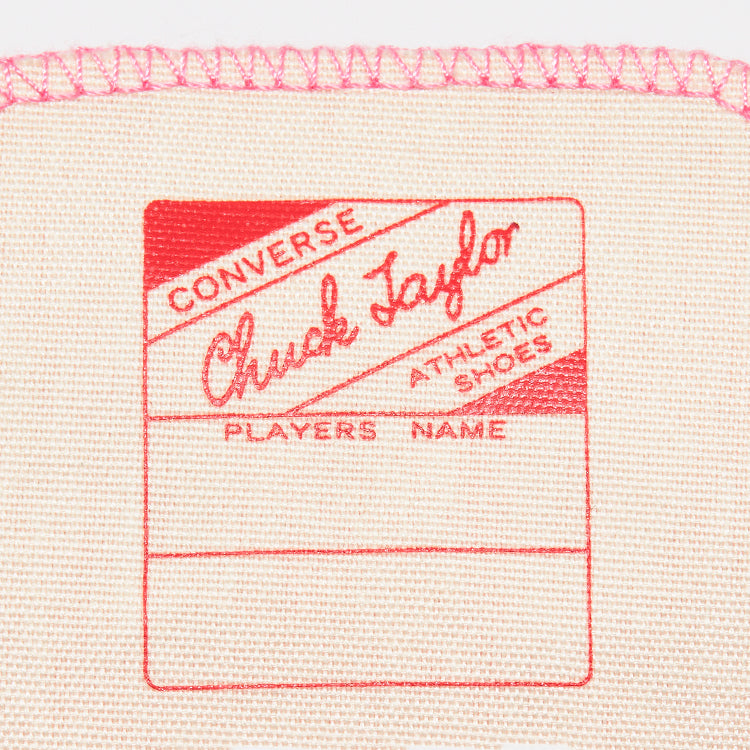 CONVERSE
Chuck Taylor
ATHLETIC
SHOES
PLAYERS NAME